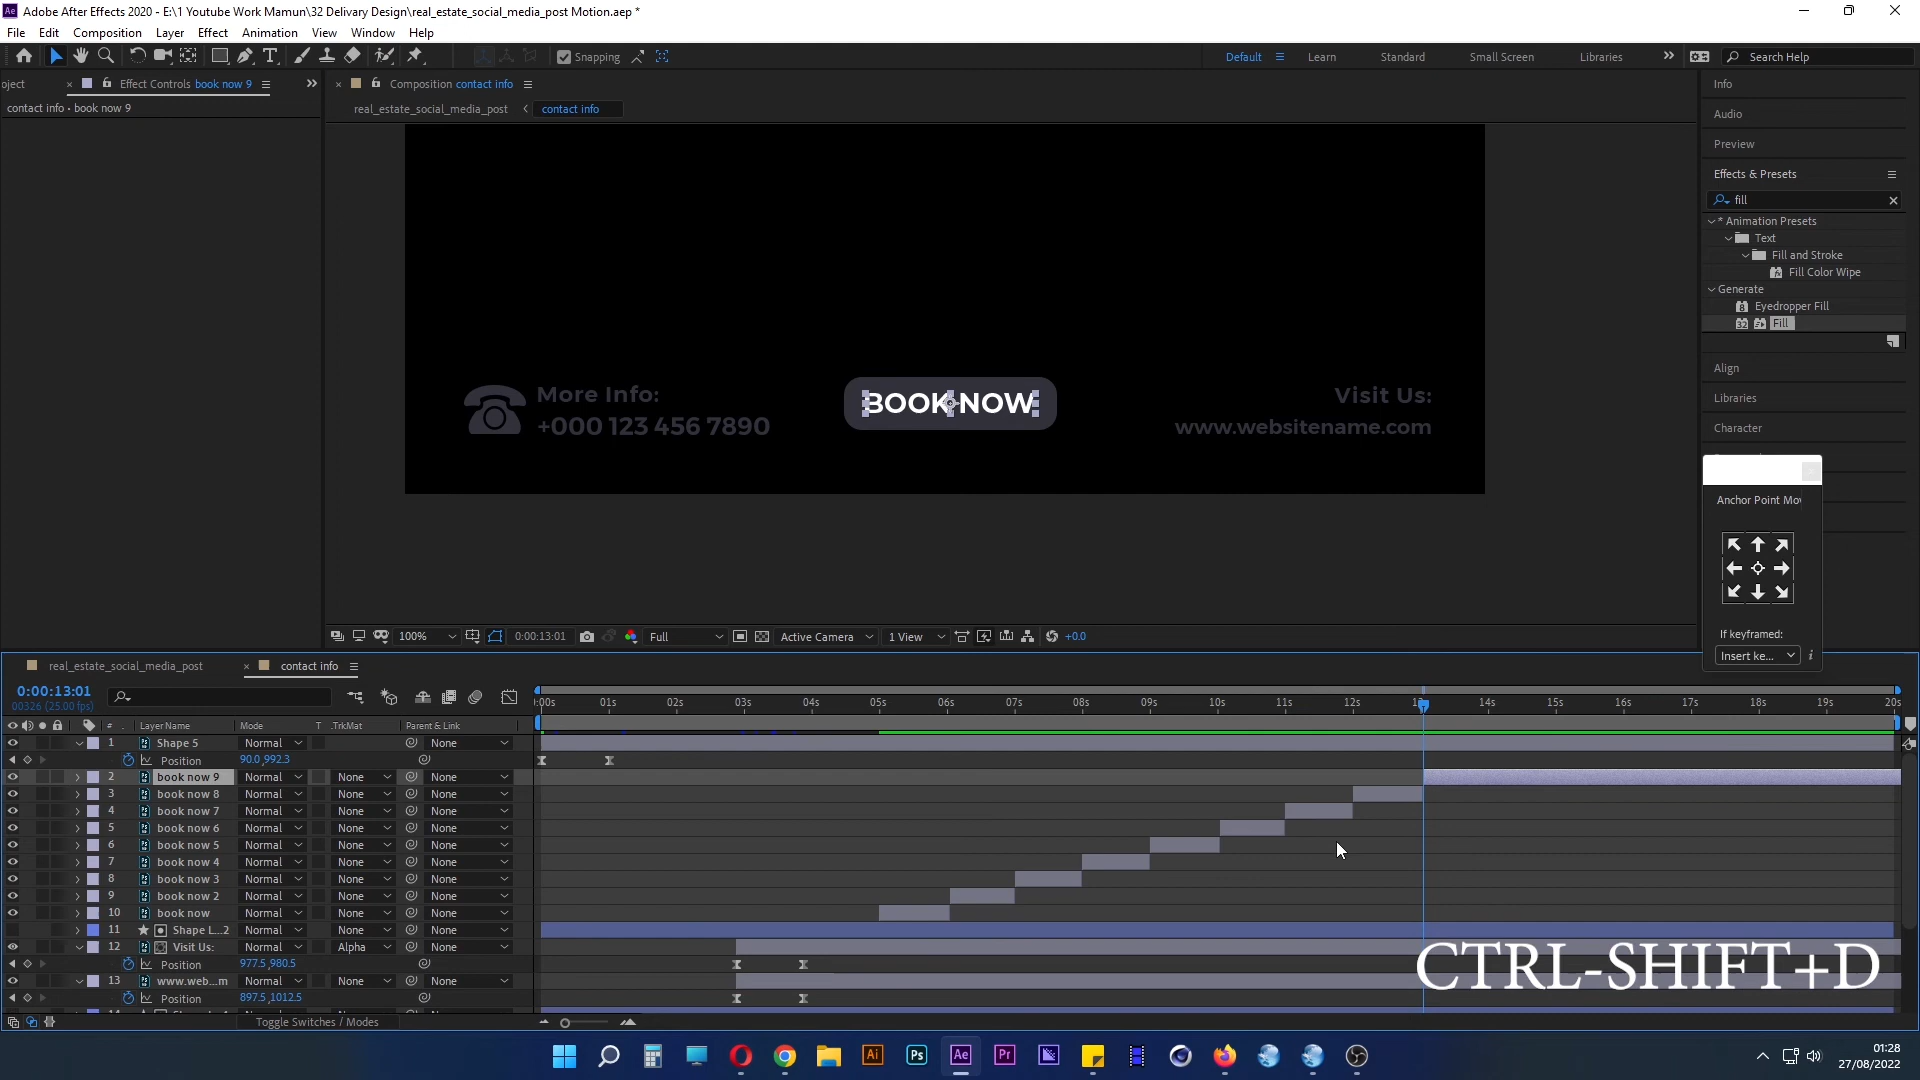 Adobe After Effects 2020 - E:\1 Youtube Work Mamun\32 Delivary Design\real_estate_social_media_post Motion.aep *
File Edit Composition Layer Effect Animation View Window Help
Snapping
Default Learn Standard Small Screen Libraries Search Help
oject Effect Controls book now 9 Composition contact info
contact info • book now 9
real_estate_social_media_post contact info
Info
Audio
Preview
Effects & Presets
fill
* Animation Presets
Text
Fill and Stroke
Fill Color Wipe
Generate
Eyedropper Fill
Fill
Align
Libraries
Character
More Info:
+000 123 456 7890
BOOK NOW
Visit Us:
www.websitename.com
Anchor Point Mov
If keyframed:
Insert ke...
100% 0:00:13:01 Full Active Camera 1 View +0.0
real_estate_social_media_post contact info
0:00:13:01
00326 (25.00 fps)
:00s 01s 02s 03s 04s 05s 06s 07s 08s 09s 10s 11s 12s 13s 14s 15s 16s 17s 18s 19s 20s
# Layer Name Mode T .TrkMat Parent & Link
1 Shape 5 Normal None
Position 90.0,992.3
2 book now 9 Normal None None
3 book now 8 Normal None None
4 book now 7 Normal None None
5 book now 6 Normal None None
6 book now 5 Normal None None
7 book now 4 Normal None None
8 book now 3 Normal None None
9 book now 2 Normal None None
10 book now Normal None None
11 Shape L...2 Normal None None
12 Visit Us: Normal Alpha None
Position 977.5,980.5
13 www.web...m Normal None None
Position 897.5,1012.5
CTRL-SHIFT+D
Toggle Switches / Modes
01:28
27/08/2022